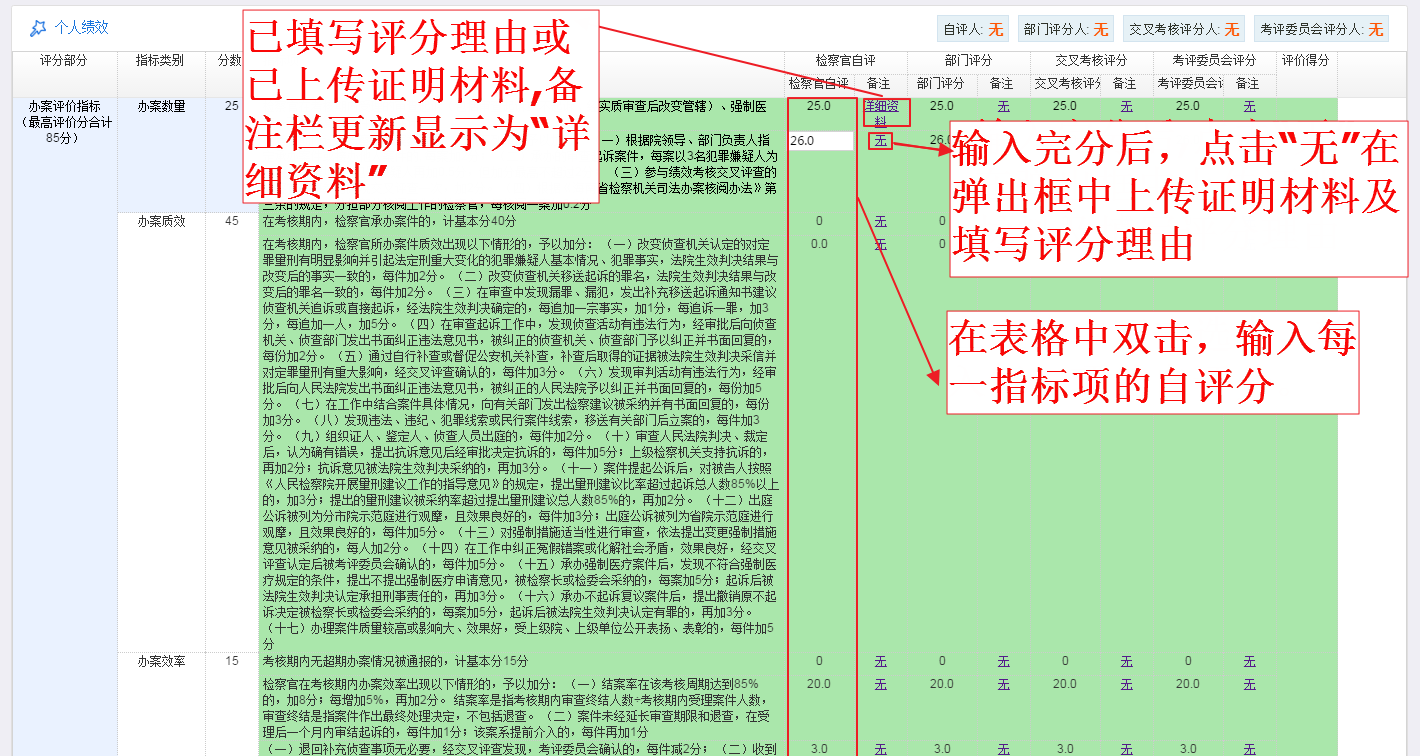 个人绩效
自评人: 无 部门评分人: 无 交叉考核评分人: 无 考评委员会评分人: 无
评分部分 指标类别 分数 检察官自评 部门评分 交叉考核评分 考评委员会评分 评价得分
检察官自评 备注 部门评分 备注 交叉考核评分 备注 考评委员会评 备注
已填写评分理由或
已上传证明材料,备
注栏更新显示为“详
细资料”
办案评价指标
（最高评价分合计
85分）
办案数量 25 实质审查后改变管辖）、强制医 25.0 详细资 25.0 无 25.0 无 25.0 无
料
一）根据院领导、部门负责人指 26.0 无 26.0
起诉案件，每案以3名犯罪嫌疑人为
（三）参与绩效考核交叉评查的
省检察机关司法办案核阅办法》第
三条的规定，分担部分核阅工作的检察官，每核阅一案加0.2分
输入完分后，点击“无”在
弹出框中上传证明材料及
填写评分理由
办案质效 45 在考核期内，检察官承办案件的，计基本分40分 0 无 0
在考核期内，检察官所办案件质效出现以下情形的，予以加分：（一）改变侦查机关认定的对定 0.0 无 0
罪量刑有明显影响并引起法定刑重大变化的犯罪嫌疑人基本情况、犯罪事实，法院生效判决结果与
改变后的事实一致的，每件加2分。（二）改变侦查机关移送起诉的罪名，法院生效判决结果与改
变后的罪名一致的，每件加2分。（三）在审查中发现漏罪、漏犯，发出补充移送起诉通知书建议
侦查机关追诉或直接起诉，经法院生效判决确定的，每追加一宗事实，加1分，每追诉一罪，加3
分，每追加一人，加5分。（四）在审查起诉工作中，发现侦查活动有违法行为，经审批后向侦查
机关、侦查部门发出书面纠正违法意见书，被纠正的侦查机关、侦查部门予以纠正并书面回复的，
每份加2分。（五）通过自行补查或督促公安机关补查，补查后取得的证据被法院生效判决采信并
对定罪量刑有重大影响，经交叉评查确认的，每件加3分。（六）发现审判活动有违法行为，经审
批后向人民法院发出书面纠正违法意见书，被纠正的人民法院予以纠正并书面回复的，每份加5
分。（七）在工作中结合案件具体情况，向有关部门发出检察建议被采纳并有书面回复的，每份
加3分。（八）发现违法、违纪、犯罪线索或民行案件线索，移送有关部门后立案的，每件加3
分。（九）组织证人、鉴定人、侦查人员出庭的，每件加2分。（十）审查人民法院判决、裁定
后，认为确有错误，提出抗诉意见后经审批决定抗诉的，每件加5分；上级检察机关支持抗诉的，
再加2分；抗诉意见被法院生效判决采纳的，再加3分。（十一）案件提起公诉后，对被告人按照
《人民检察院开展量刑建议工作的指导意见》的规定，提出量刑建议比率超过起诉总人数85%以上
的，加3分；提出的量刑建议被采纳率超过提出量刑建议总人数85%的，再加2分。（十二）出庭
公诉被列为分市院示范庭进行观摩，且效果良好的，每件加3分；出庭公诉被列为省院示范庭进行
观摩，且效果良好的，每件加5分。（十三）对强制措施适当性进行审查，依法提出变更强制措施
意见被采纳的，每人加2分。（十四）在工作中纠正冤假错案或化解社会矛盾，效果良好，经交叉
评查认定后被考评委员会确认的，每件加5分。（十五）承办强制医疗案件后，发现不符合强制医
疗规定的条件，提出不提出强制医疗申请意见，被检察长或检委会采纳的，每案加5分；起诉后被
法院生效判决认定承担刑事责任的，再加3分。（十六）承办不起诉复议案件后，提出撤销原不起
诉决定被检察长或检委会采纳的，每案加5分，起诉后被法院生效判决认定有罪的，再加3分。
（十七）办理案件质量较高或影响大、效果好，受上级院、上级单位公开表扬、表彰的，每件加5
分
在表格中双击，输入每
一指标项的自评分
办案效率 15 考核期内无超期办案情况被通报的，计基本分15分 0 无 0 无 0 无 0 无
检察官在考核期内办案效率出现以下情形的，予以加分：（一）结案率在该考核周期达到85% 20.0 无 20.0 无 20.0 无 20.0 无
的，加8分；每增加5%，再加2分。 结案率是指考核期内审查终结人数÷考核期内受理案件人数，
审查终结是指案件作出最终处理决定，不包括退查。（二）案件未经延长审查期限和退查，在受
理后一个月内审结起诉的，每件加1分；该案系提前介入的，每件再加1分
（一）退回补充侦查事项无必要，经交叉评查发现，考评委员会确认的，每件减2分；（二）收到 3.0 无 3.0 无 3.0 无 3.0 无